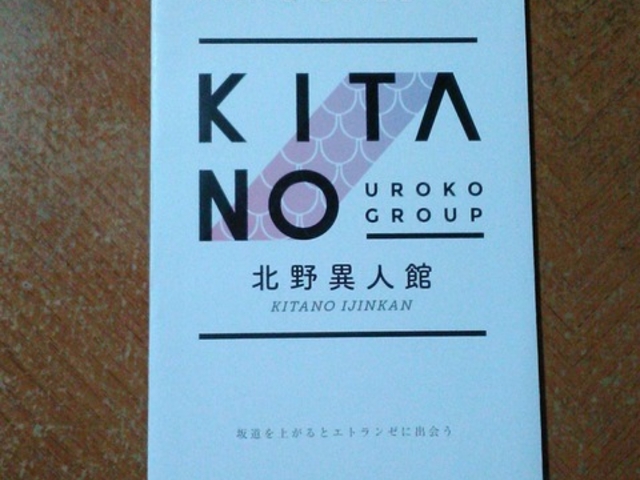 KITA
NO
UROKO
GROUP
北野異人館
KITANO IJINKAN
坂道を上がるとエトランゼに出会う